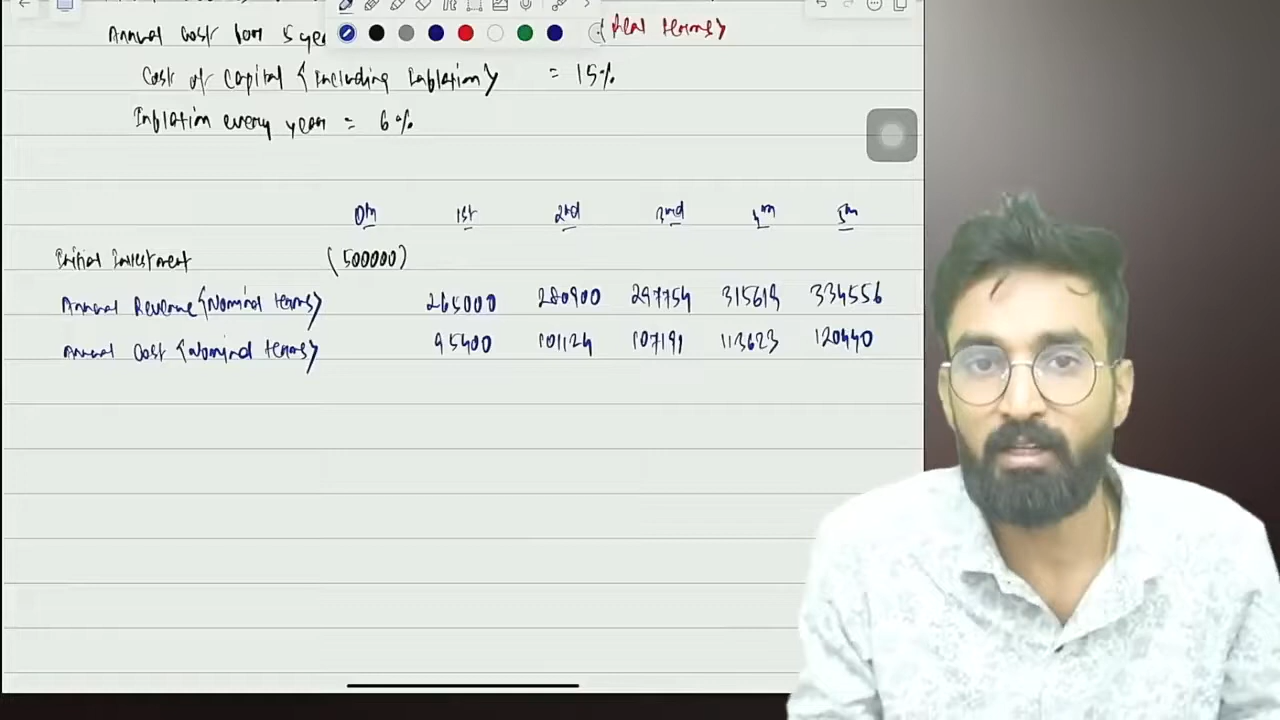 Annual Cost for 5 yea
{Real terms}
Cost of Capital {Including Inflation} = 15%
Inflation every year = 6%
0th 1st 2nd 3rd 4th 5th
Initial Investment (500000)
Annual Revenue {Nominal terms} 265000 280900 297754 315619 334556
Annual Cost {Nominal terms} 95400 101124 107191 113623 120440